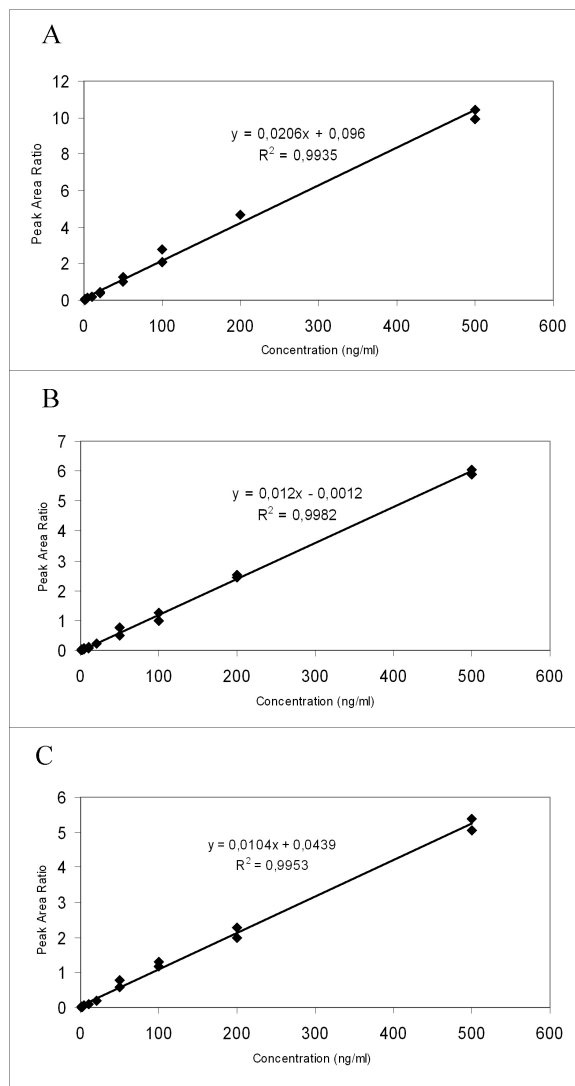 A
12
10
8
6
4
2
0
Peak Area Ratio
y = 0,0206x + 0,096
R² = 0,9935
0 100 200 300 400 500 600
Concentration (ng/ml)
B
7
6
5
4
3
2
1
0
Peak Area Ratio
y = 0,012x - 0,0012
R² = 0,9982
0 100 200 300 400 500 600
Concentration (ng/ml)
C
6
5
4
3
2
1
0
Peak Area Ratio
y = 0,0104x + 0,0439
R² = 0,9953
0 100 200 300 400 500 600
Concentration (ng/ml)